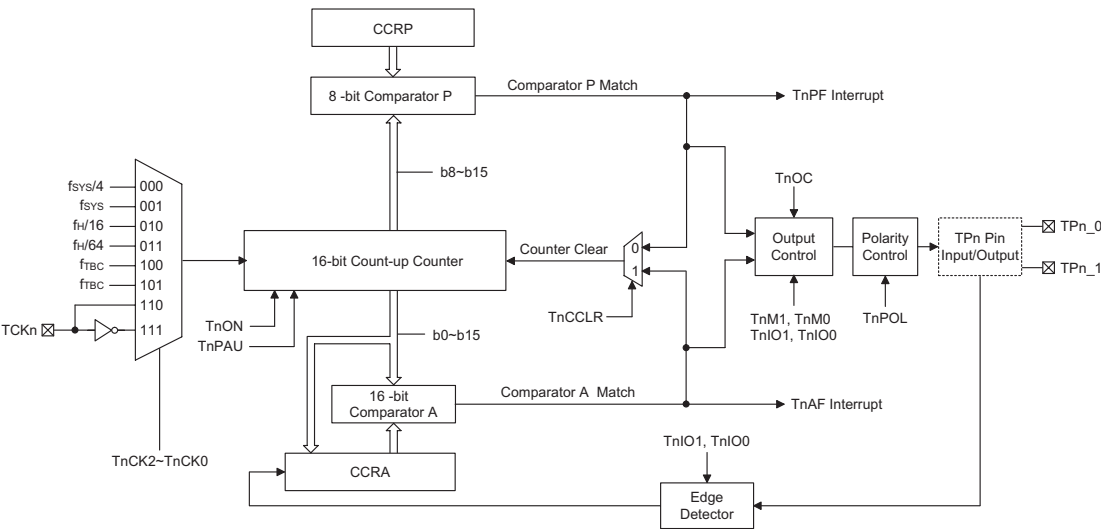 CCRP
8 -bit Comparator P
Comparator P Match
TnPF Interrupt
b8~b15
fSYS/4
000
fSYS
001
fH/16
010
fH/64
011
fTBC
100
fTBC
101
110
111
TCKn
TnCK2~TnCK0
16-bit Count-up Counter
TnON
TnPAU
b0~b15
Counter Clear
0
1
TnCCLR
TnOC
Output
Control
TnM1, TnM0
TnIO1, TnIO0
Polarity
Control
TnPOL
TPn Pin
Input/Output
TPn_0
TPn_1
16 -bit
Comparator A
Comparator A Match
TnAF Interrupt
CCRA
TnIO1, TnIO0
Edge
Detector